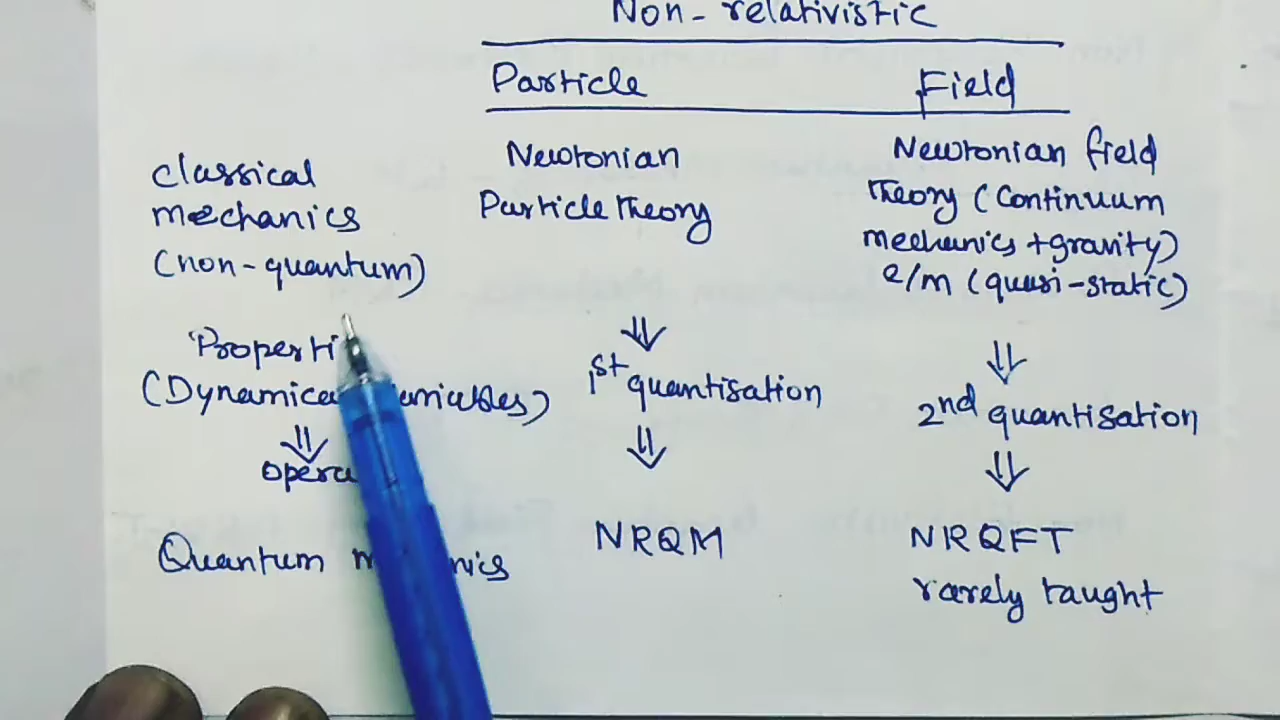 Non-relativistic
Particle Field
classical
mechanics
(non-quantum)
Newtonian
Particle Theory
Newtonian field
Theory (Continuum
mechanics + gravity)
e/m (quasi-static)
(Dynamical
⇓
⇓
1st quantisation
⇓
⇓
2nd quantisation
⇓
Quantum
NRQM
NRQFT
rarely taught